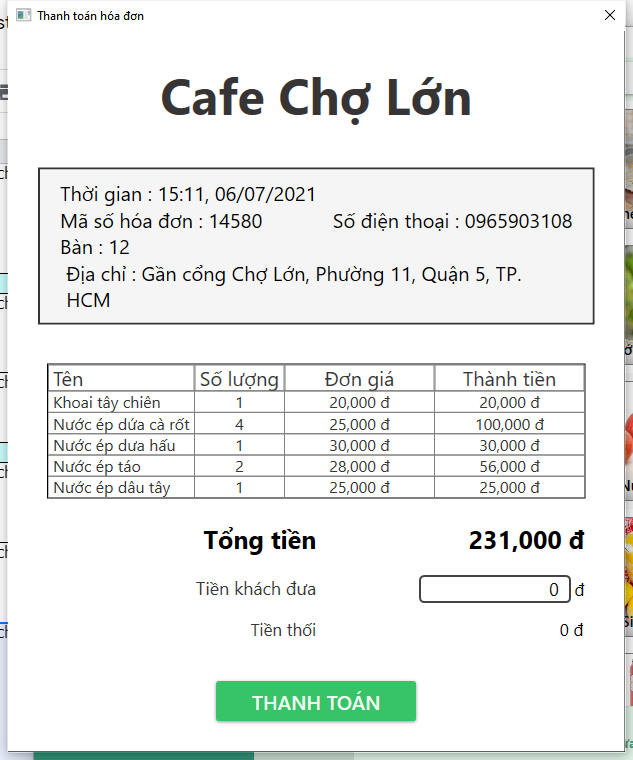 Thanh toán hóa đơn
Cafe Chợ Lớn
Thời gian : 15:11, 06/07/2021
Mã số hóa đơn : 14580 Số điện thoại : 0965903108
Bàn : 12
Địa chỉ : Gần cổng Chợ Lớn, Phường 11, Quận 5, TP.
HCM
Tên Số lượng Đơn giá Thành tiền
Khoai tây chiên 1 20,000 đ 20,000 đ
Nước ép dứa cà rốt 4 25,000 đ 100,000 đ
Nước ép dưa hấu 1 30,000 đ 30,000 đ
Nước ép táo 2 28,000 đ 56,000 đ
Nước ép dâu tây 1 25,000 đ 25,000 đ
Tổng tiền 231,000 đ
Tiền khách đưa 0 đ
Tiền thối 0 đ
THANH TOÁN